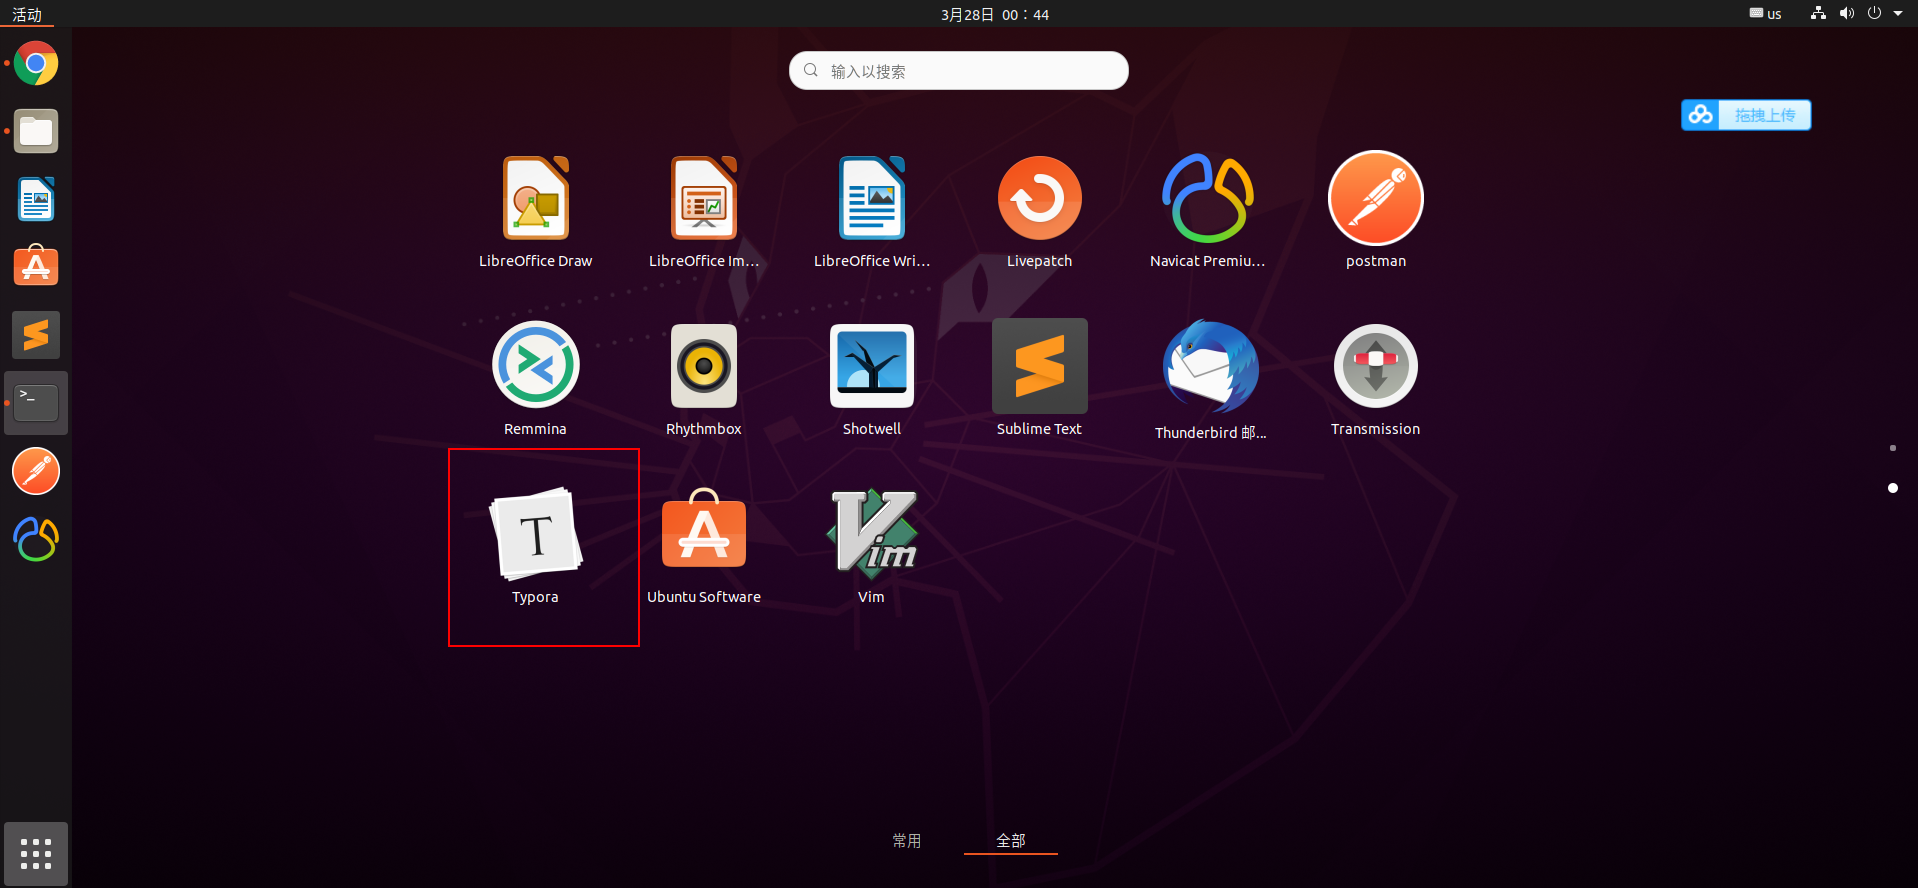 活动
3月28日 00：44
us
输入以搜索
拖拽上传
LibreOffice Draw
LibreOffice Im...
LibreOffice Wri...
Livepatch
Navicat Premiu...
postman
Remmina
Rhythmbox
Shotwell
Sublime Text
Thunderbird 邮...
Transmission
T
Typora
Ubuntu Software
Vim
Vim
常用
全部